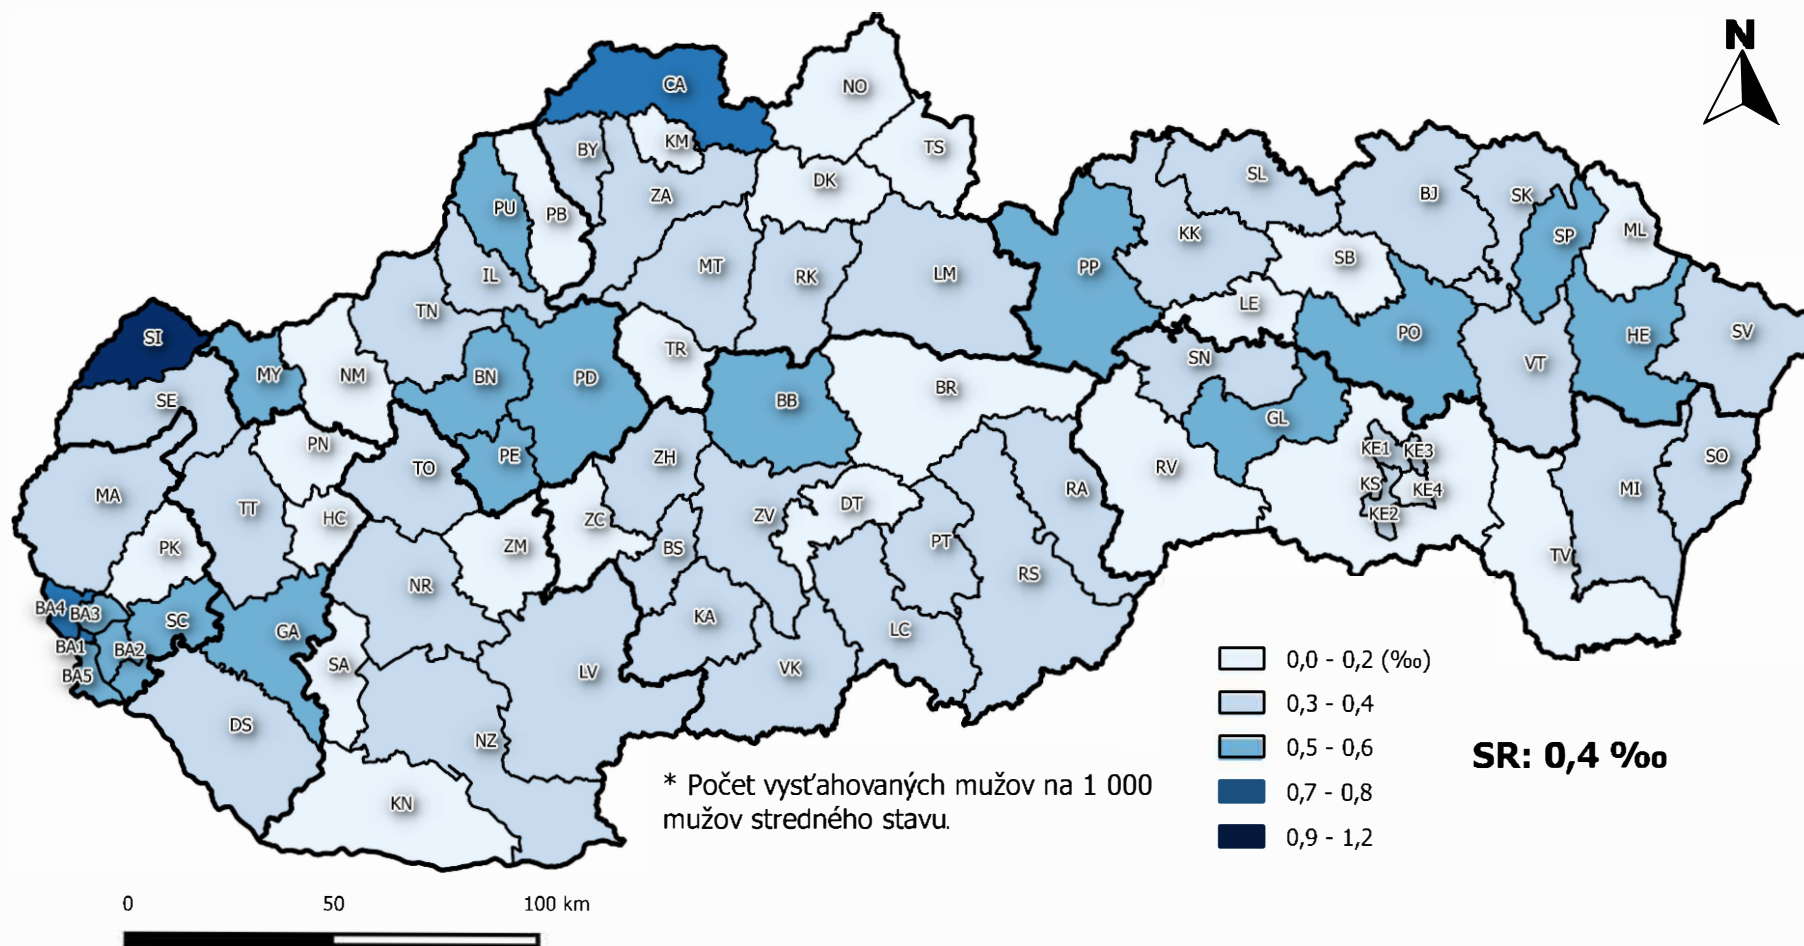 N
CA
NO
KM
BY
TS
DK
ZA
PU
PB
SL
BJ
SK
KK
SP
ML
SB
MT
RK
LM
PP
IL
TN
LE
SI
PO
VT
HE
SV
TR
SN
MY
NM
BN
PD
BR
BB
SE
GL
PN
TO
PE
ZH
RV
KE1
KE3
SO
MA
TT
KS
KE4
MI
RA
HC
ZC
DT
ZV
KE2
PK
ZM
BS
PT
TV
NR
RS
BA4
BA3
SC
GA
KA
LC
BA1
BA2
SA
BA5
LV
VK
DS
NZ
KN
0,0 - 0,2 (‰)
0,3 - 0,4
0,5 - 0,6
0,7 - 0,8
0,9 - 1,2
SR: 0,4 ‰
* Počet vysťahovaných mužov na 1 000
mužov stredného stavu.
0 50 100 km